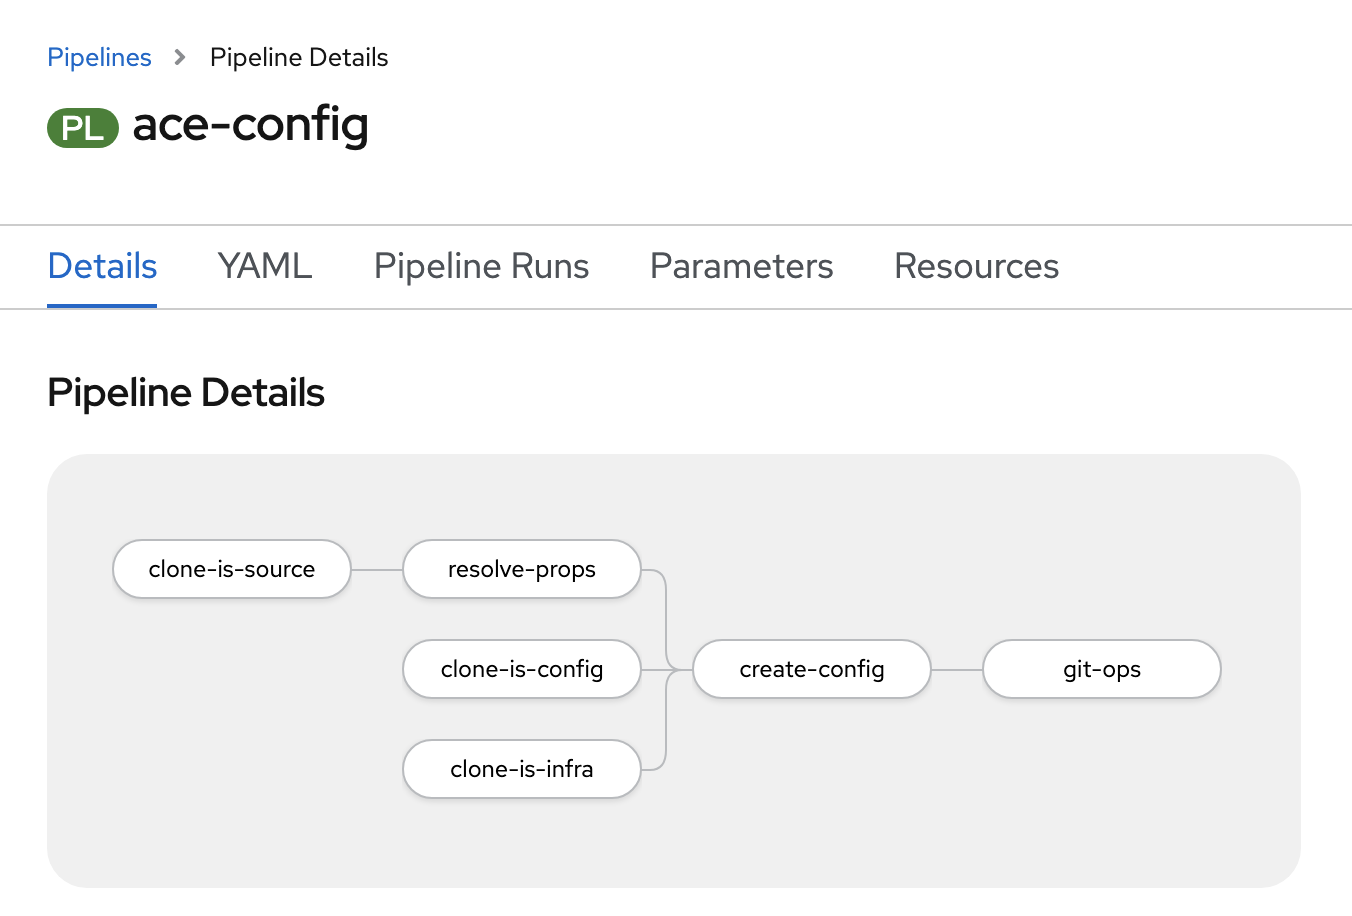 Pipelines > Pipeline Details
PL ace-config
Details YAML Pipeline Runs Parameters Resources
Pipeline Details
clone-is-source resolve-props
clone-is-config create-config git-ops
clone-is-infra